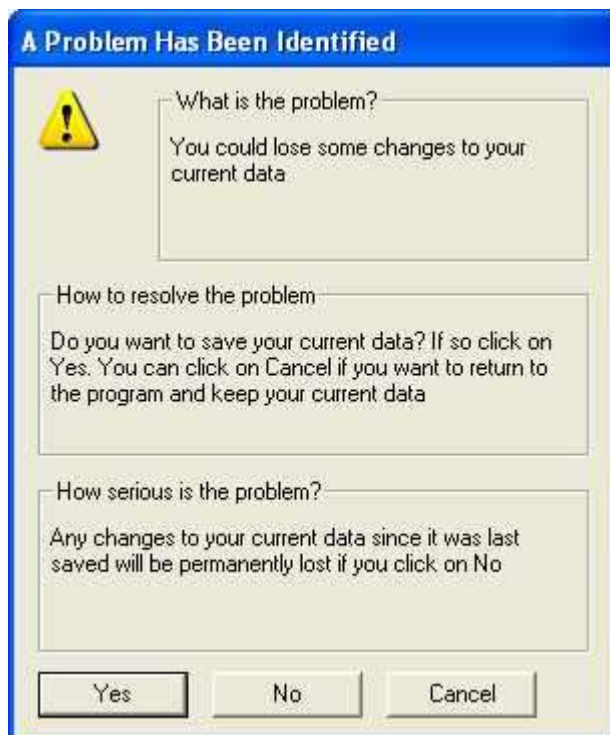 A Problem Has Been Identified
What is the problem?
You could lose some changes to your
current data
How to resolve the problem
Do you want to save your current data? If so click on
Yes. You can click on Cancel if you want to return to
the program and keep your current data
How serious is the problem?
Any changes to your current data since it was last
saved will be permanently lost if you click on No
Yes No Cancel